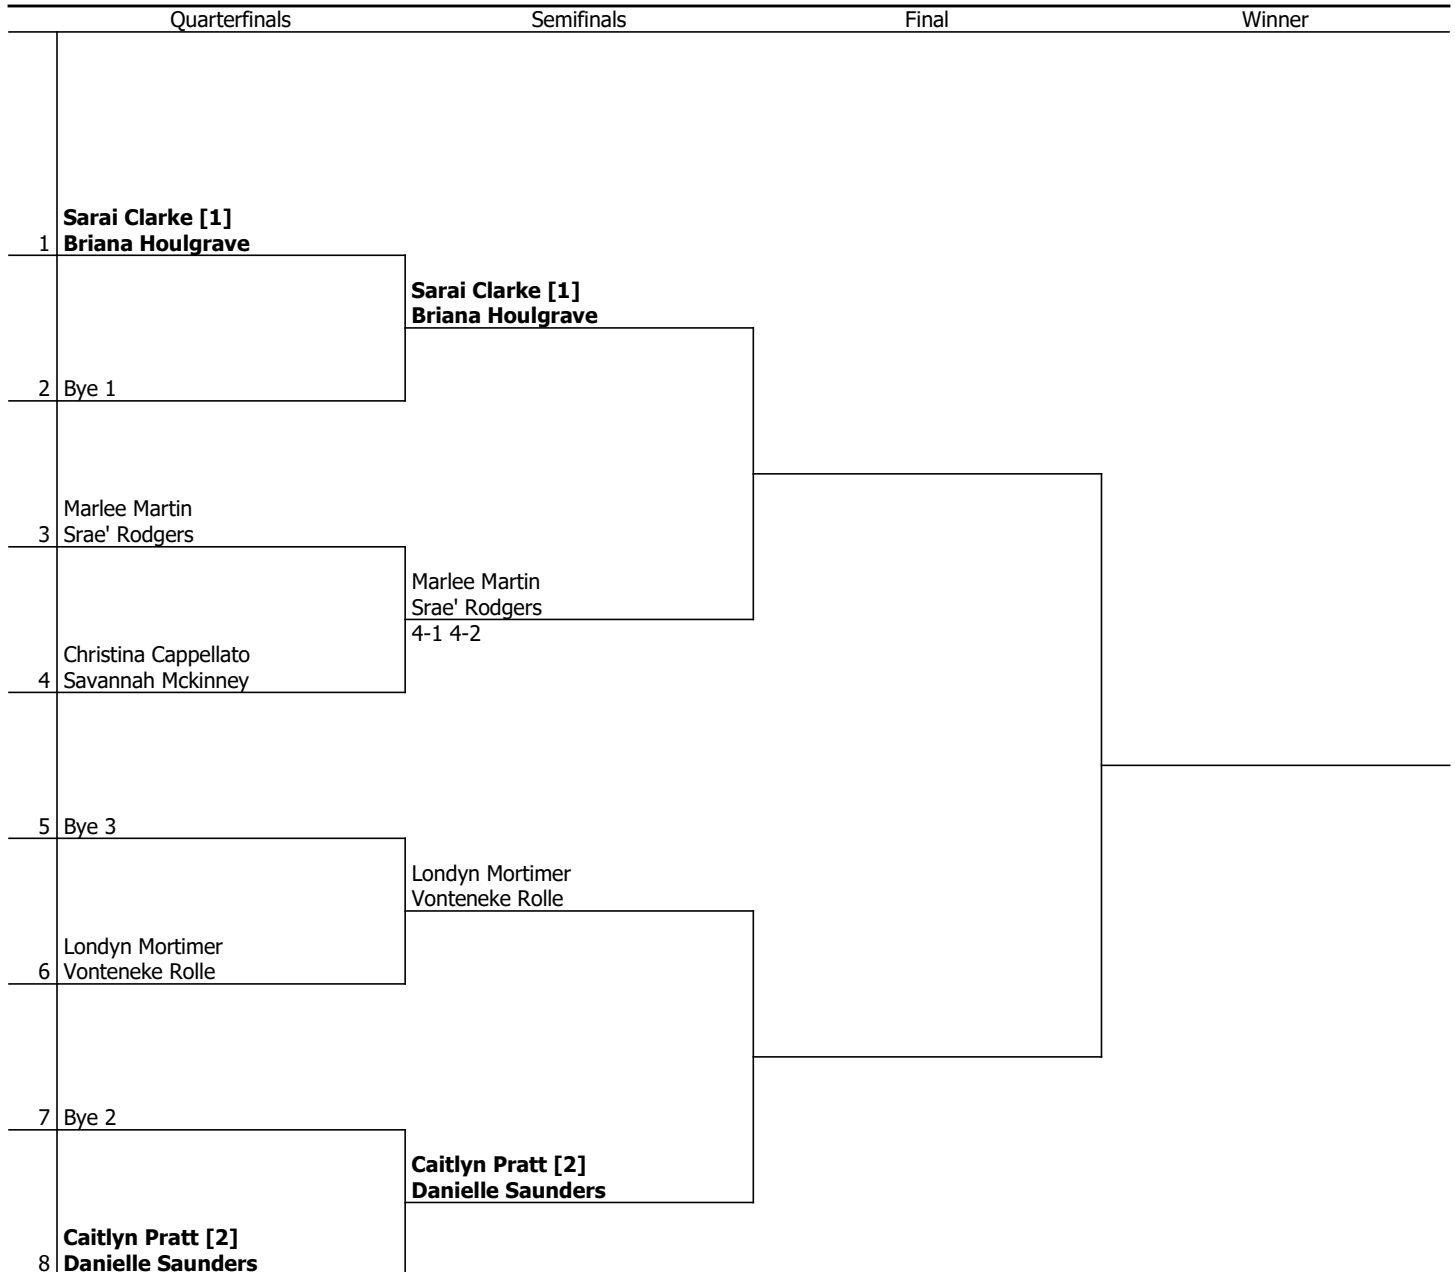 Quarterfinals Semifinals Final Winner
Sarai Clarke [1]
1 Briana Houlgrave
Sarai Clarke [1]
Briana Houlgrave
2 Bye 1
Marlee Martin
3 Srae' Rodgers
Marlee Martin
Srae' Rodgers
4-1 4-2
Christina Cappellato
4 Savannah Mckinney
5 Bye 3
Londyn Mortimer
Vonteneke Rolle
Londyn Mortimer
6 Vonteneke Rolle
7 Bye 2
Caitlyn Pratt [2]
Danielle Saunders
Caitlyn Pratt [2]
8 Danielle Saunders